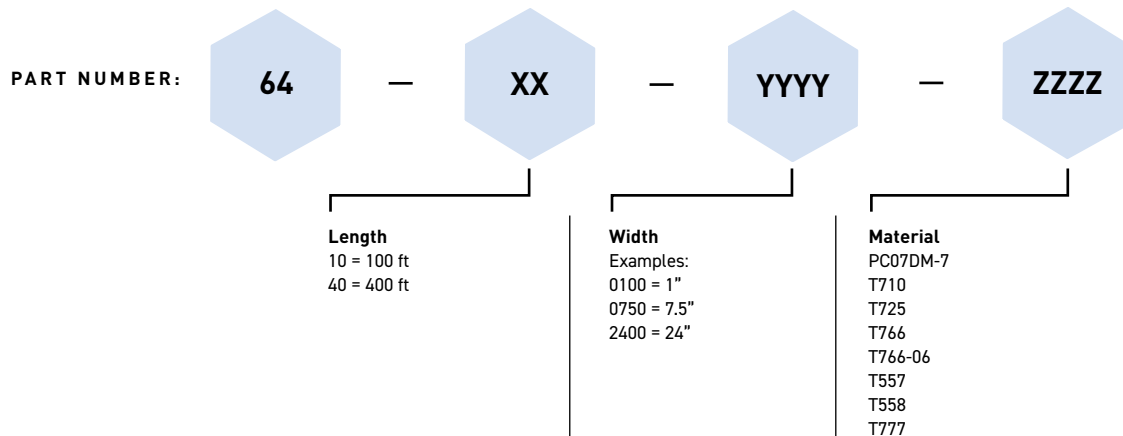 PART NUMBER: 64 — XX — YYYY — ZZZZ
Length
10 = 100 ft
40 = 400 ft
Width
Examples:
0100 = 1”
0750 = 7.5”
2400 = 24”
Material
PC07DM-7
T710
T725
T766
T766-06
T557
T558
T777